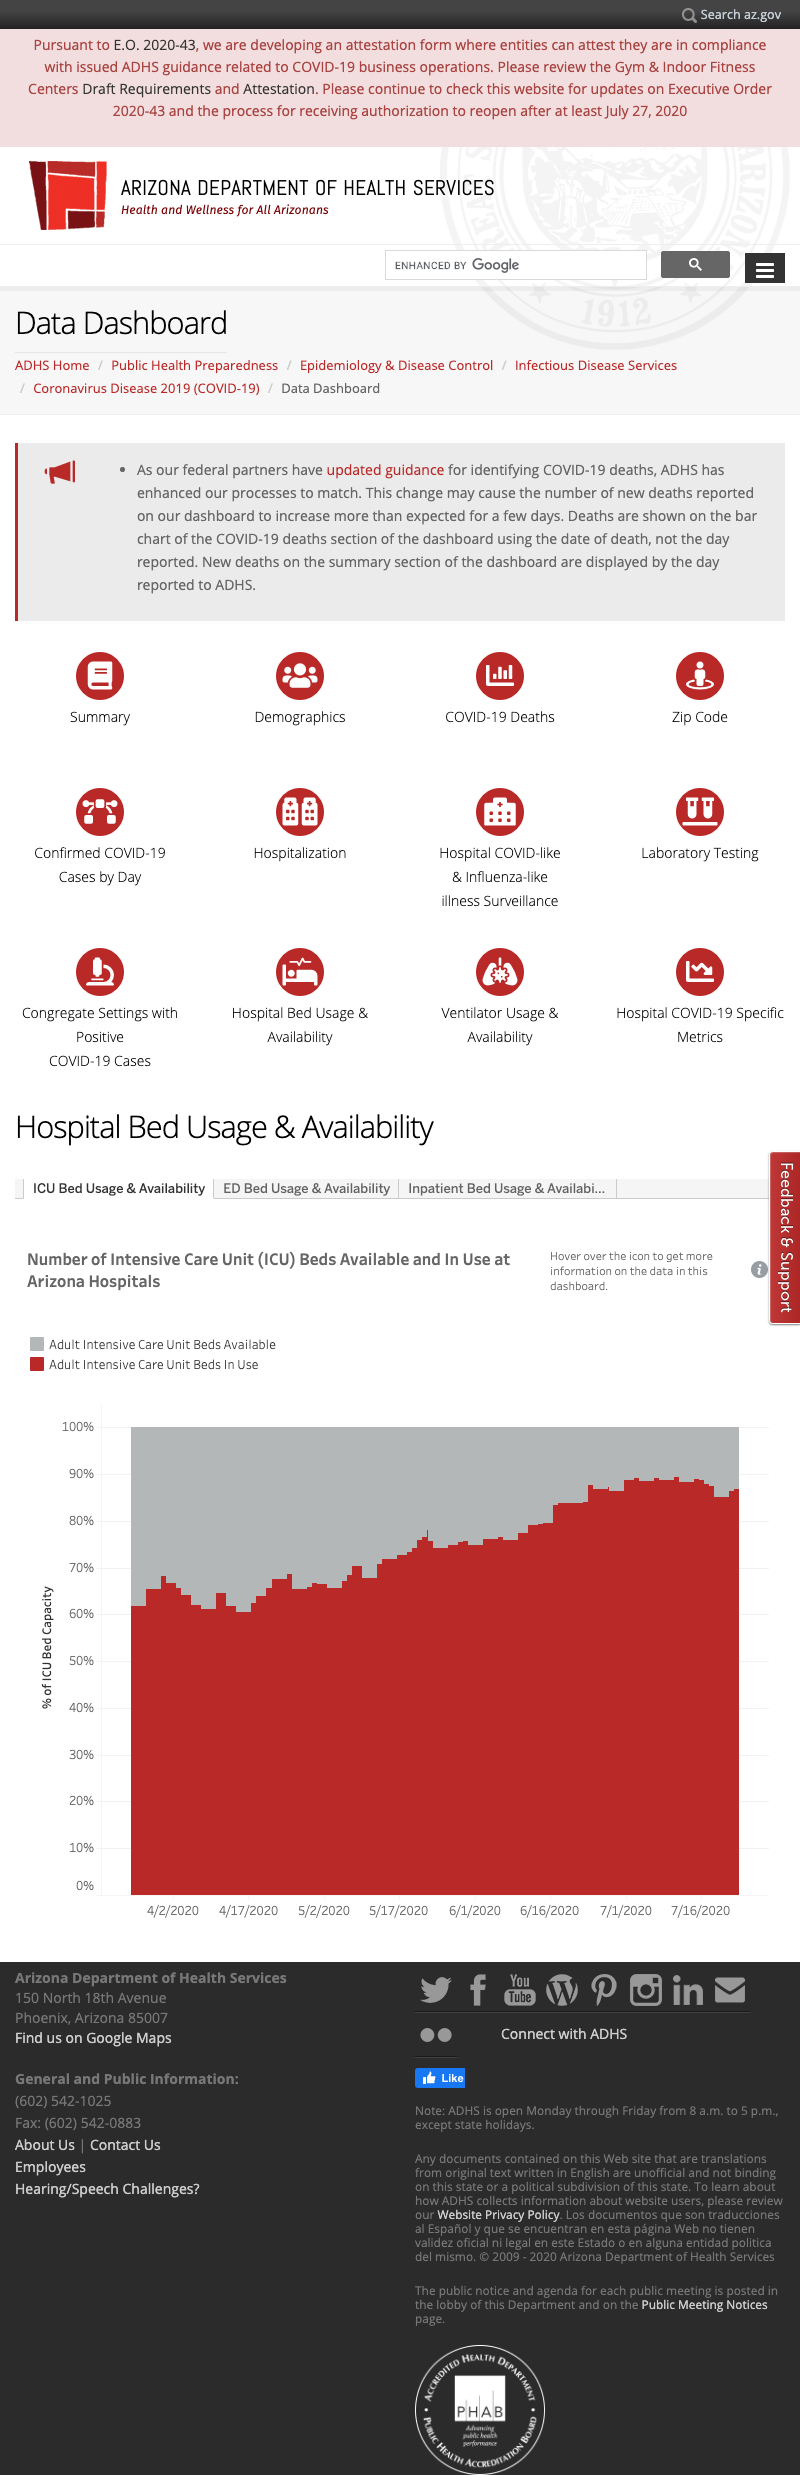 Search az.gov
Pursuant to E.O. 2020-43, we are developing an attestation form where entities can attest they are in compliance
with issued ADHS guidance related to COVID-19 business operations. Please review the Gym & Indoor Fitness
Centers Draft Requirements and Attestation. Please continue to check this website for updates on Executive Order
2020-43 and the process for receiving authorization to reopen after at least July 27, 2020
ARIZONA DEPARTMENT OF HEALTH SERVICES
Health and Wellness for All Arizonans
ENHANCED BY Google
1912
Data Dashboard
ADHS Home / Public Health Preparedness / Epidemiology & Disease Control / Infectious Disease Services
/ Coronavirus Disease 2019 (COVID-19) / Data Dashboard
• As our federal partners have updated guidance for identifying COVID-19 deaths, ADHS has
enhanced our processes to match. This change may cause the number of new deaths reported
on our dashboard to increase more than expected for a few days. Deaths are shown on the bar
chart of the COVID-19 deaths section of the dashboard using the date of death, not the day
reported. New deaths on the summary section of the dashboard are displayed by the day
reported to ADHS.
Summary
Demographics
COVID-19 Deaths
Zip Code
Confirmed COVID-19
Cases by Day
Hospitalization
Hospital COVID-like
& Influenza-like
illness Surveillance
Laboratory Testing
Congregate Settings with
Positive
COVID-19 Cases
Hospital Bed Usage &
Availability
Ventilator Usage &
Availability
Hospital COVID-19 Specific
Metrics
Hospital Bed Usage & Availability
Feedback & Support
ICU Bed Usage & Availability
ED Bed Usage & Availability
Inpatient Bed Usage & Availabi...
Number of Intensive Care Unit (ICU) Beds Available and In Use at
Arizona Hospitals
Hover over the icon to get more
information on the data in this
dashboard.
Adult Intensive Care Unit Beds Available
Adult Intensive Care Unit Beds In Use
% of ICU Bed Capacity
100%
90%
80%
70%
60%
50%
40%
30%
20%
10%
0%
4/2/2020 4/17/2020 5/2/2020 5/17/2020 6/1/2020 6/16/2020 7/1/2020 7/16/2020
Arizona Department of Health Services
150 North 18th Avenue
Phoenix, Arizona 85007
Find us on Google Maps
General and Public Information:
(602) 542-1025
Fax: (602) 542-0883
About Us | Contact Us
Employees
Hearing/Speech Challenges?
You
Tube
Connect with ADHS
Like
Note: ADHS is open Monday through Friday from 8 a.m. to 5 p.m.,
except state holidays.
Any documents contained on this Web site that are translations
from original text written in English are unofficial and not binding
on this state or a political subdivision of this state. To learn about
how ADHS collects information about website users, please review
our Website Privacy Policy. Los documentos que son traducciones
al Español y que se encuentran en esta página Web no tienen
validez oficial ni legal en este Estado o en alguna entidad politica
del mismo. © 2009 - 2020 Arizona Department of Health Services
The public notice and agenda for each public meeting is posted in
the lobby of this Department and on the Public Meeting Notices
page.
ACCREDITED HEALTH DEPARTMENT
PHAB
Advancing
public health
performance
PUBLIC HEALTH ACCREDITATION BOARD